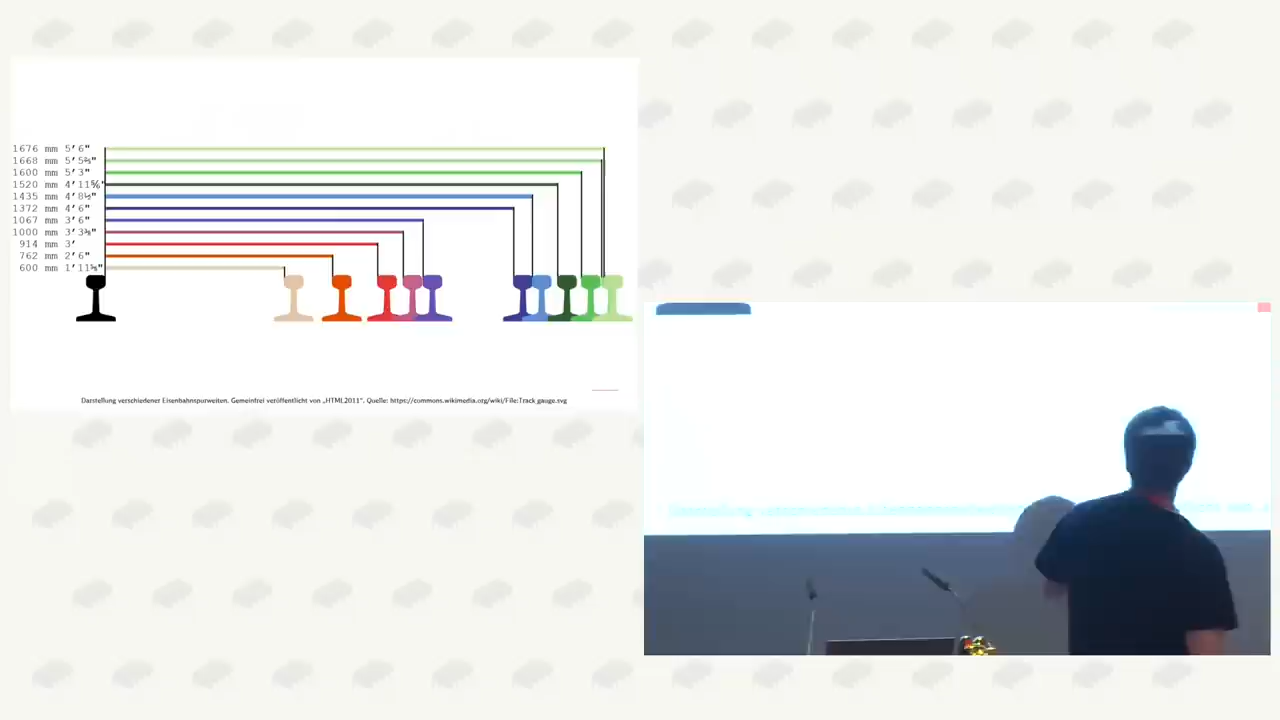 1676 mm 5'6"
1668 mm 5'5⅔"
1600 mm 5'3"
1520 mm 4'11⅚"
1435 mm 4'8½"
1372 mm 4'6"
1067 mm 3'6"
1000 mm 3'3⅜"
914 mm 3'
762 mm 2'6"
600 mm 1'11⅝"
Darstellung verschiedener Eisenbahnspurweiten. Gemeinfrei veröffentlicht von „HTML2011“. Quelle: https://commons.wikimedia.org/wiki/File:Track_gauge.svg